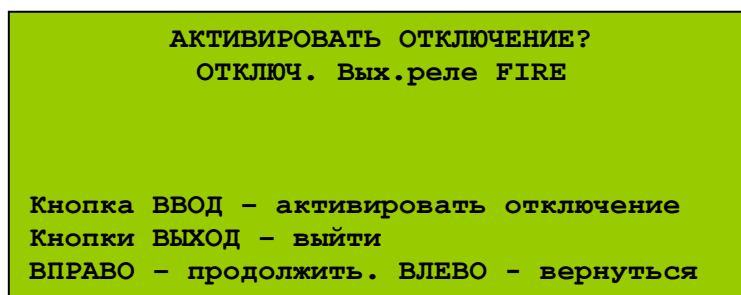 АКТИВИРОВАТЬ ОТКЛЮЧЕНИЕ?
ОТКЛЮЧ. Вых.реле FIRE
Кнопка ВВОД – активировать отключение
Кнопки ВЫХОД – выйти
ВПРАВО – продолжить. ВЛЕВО - вернуться